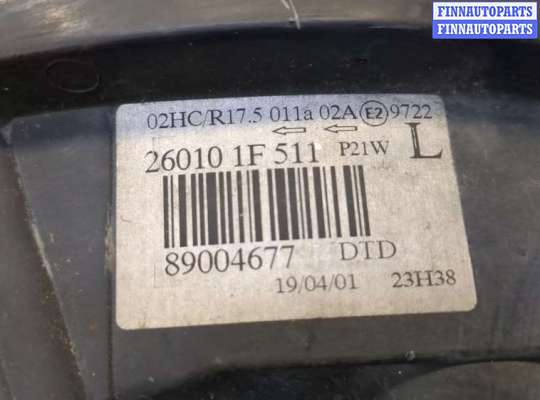 FINNAUTOPARTS
FINNAUTOPARTS
02HC/R17.5 011a 02A E2 9722
26010 1F 511 P21W L
89004677 DTD
19/04/01 23H38